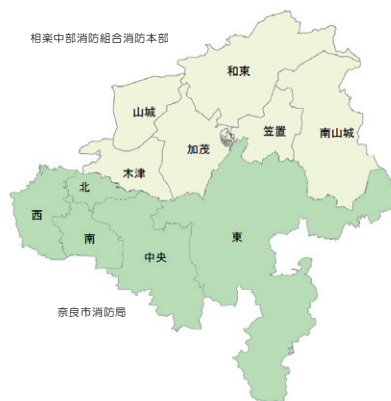 相楽中部消防組合消防本部
和東
山城
笠置
南山城
加茂
木津
北
西
南
東
中央
奈良市消防局